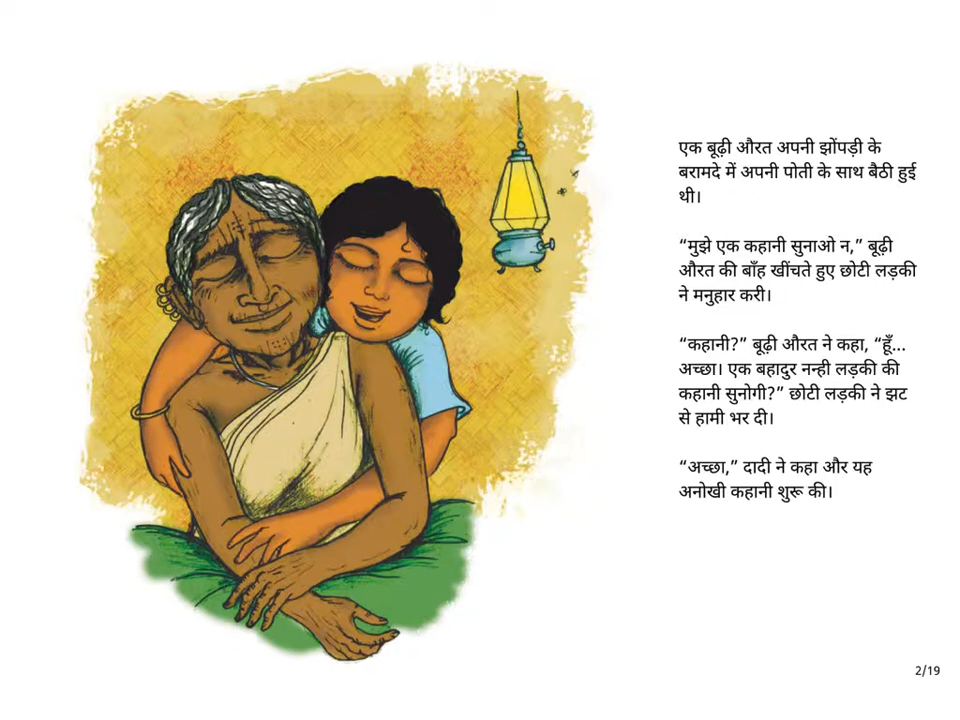 एक बूढ़ी औरत अपनी झोंपड़ी के
बरामदे में अपनी पोती के साथ बैठी हुई
थी।
“मुझे एक कहानी सुनाओ न,” बूढ़ी
औरत की बाँह खींचते हुए छोटी लड़की
ने मनुहार करी।
“कहानी?” बूढ़ी औरत ने कहा, “हूँ...
अच्छा। एक बहादुर नन्ही लड़की की
कहानी सुनोगी?” छोटी लड़की ने झट
से हामी भर दी।
“अच्छा,” दादी ने कहा और यह
अनोखी कहानी शुरू की।
2/19